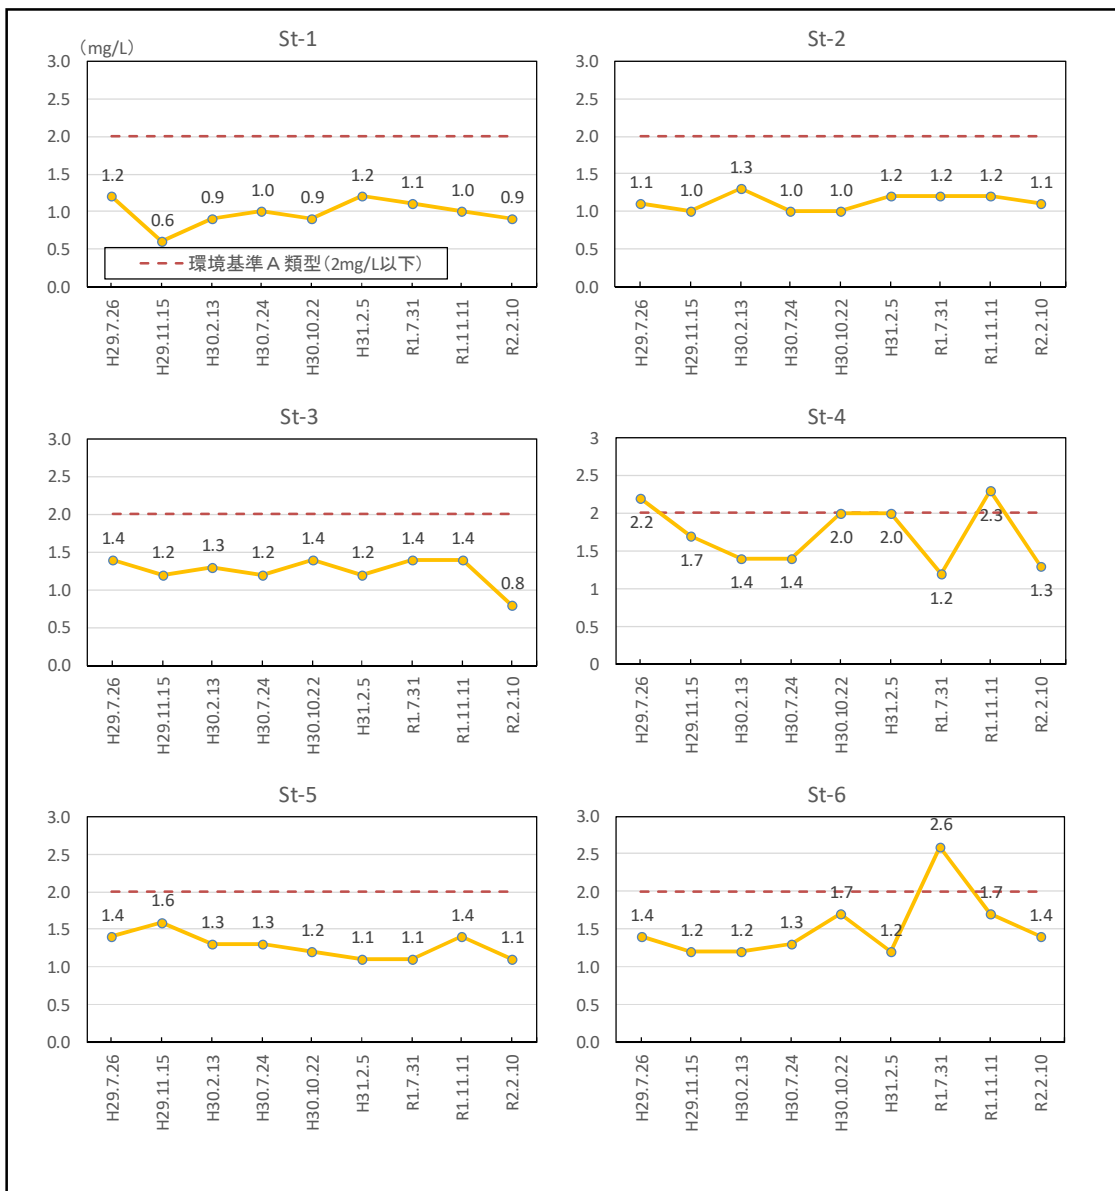 St-1
（mg/L）
3.0
2.5
2.0
1.5
1.0
0.5
0.0
1.2
0.6
0.9
1.0
0.9
1.2
1.1
1.0
0.9
環境基準Ａ類型（2mg/L以下）
H29.7.26
H29.11.15
H30.2.13
H30.7.24
H30.10.22
H31.2.5
R1.7.31
R1.11.11
R2.2.10
St-2
3.0
2.5
2.0
1.5
1.0
0.5
0.0
1.1
1.0
1.3
1.0
1.0
1.2
1.2
1.2
1.1
H29.7.26
H29.11.15
H30.2.13
H30.7.24
H30.10.22
H31.2.5
R1.7.31
R1.11.11
R2.2.10
St-3
3.0
2.5
2.0
1.5
1.0
0.5
0.0
1.4
1.2
1.3
1.2
1.4
1.2
1.4
1.4
0.8
H29.7.26
H29.11.15
H30.2.13
H30.7.24
H30.10.22
H31.2.5
R1.7.31
R1.11.11
R2.2.10
St-4
3
2.5
2
1.5
1
0.5
0
2.2
1.7
1.4
1.4
2.0
2.0
1.2
2.3
1.3
H29.7.26
H29.11.15
H30.2.13
H30.7.24
H30.10.22
H31.2.5
R1.7.31
R1.11.11
R2.2.10
St-5
3.0
2.5
2.0
1.5
1.0
0.5
0.0
1.4
1.6
1.3
1.3
1.2
1.1
1.1
1.4
1.1
H29.7.26
H29.11.15
H30.2.13
H30.7.24
H30.10.22
H31.2.5
R1.7.31
R1.11.11
R2.2.10
St-6
3.0
2.5
2.0
1.5
1.0
0.5
0.0
1.4
1.2
1.2
1.3
1.7
1.2
2.6
1.7
1.4
H29.7.26
H29.11.15
H30.2.13
H30.7.24
H30.10.22
H31.2.5
R1.7.31
R1.11.11
R2.2.10